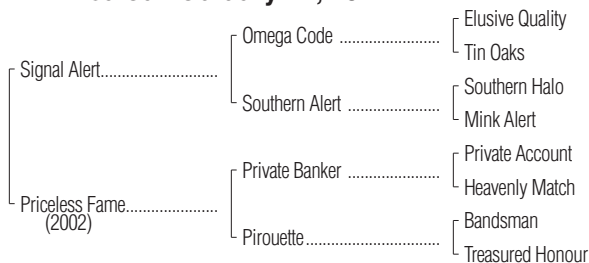 Elusive Quality
Omega Code ....................
Tin Oaks
Signal Alert........................
Southern Halo
Southern Alert ....................
Mink Alert
Private Account
Private Banker ..................
Heavenly Match
Priceless Fame...................
(2002)
Bandsman
Pirouette...........................
Treasured Honour